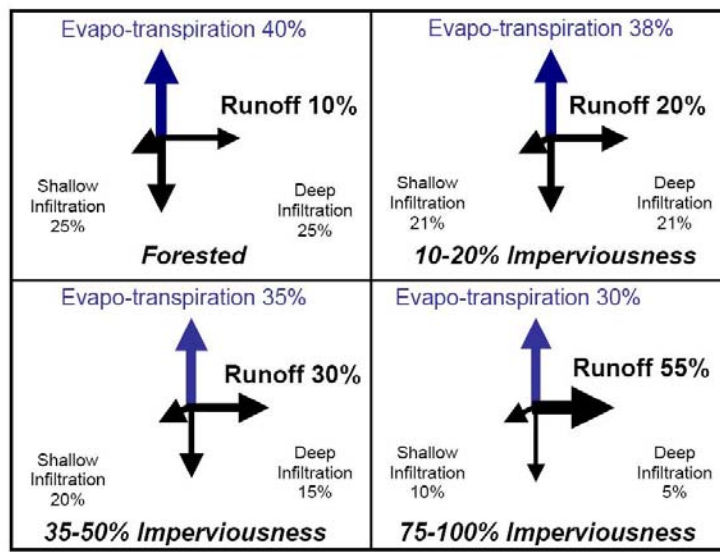 Evapo-transpiration 40%
Runoff 10%
Shallow
Infiltration
25%
Deep
Infiltration
25%
Forested
Evapo-transpiration 38%
Runoff 20%
Shallow
Infiltration
21%
Deep
Infiltration
21%
10-20% Imperviousness
Evapo-transpiration 35%
Runoff 30%
Shallow
Infiltration
20%
Deep
Infiltration
15%
35-50% Imperviousness
Evapo-transpiration 30%
Runoff 55%
Shallow
Infiltration
10%
Deep
Infiltration
5%
75-100% Imperviousness